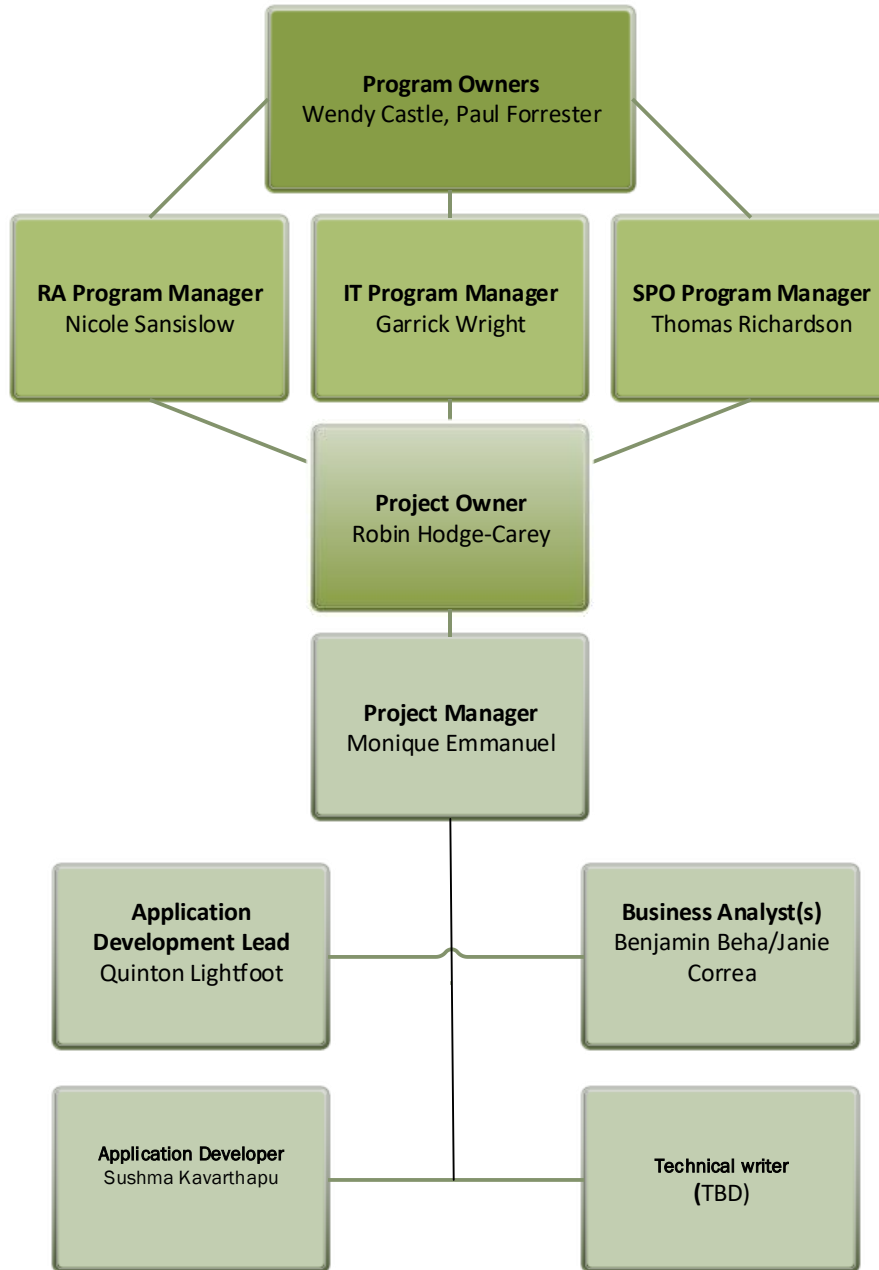 Program Owners
Wendy Castle, Paul Forrester
RA Program Manager
Nicole Sansislow
IT Program Manager
Garrick Wright
SPO Program Manager
Thomas Richardson
Project Owner
Robin Hodge-Carey
Project Manager
Monique Emmanuel
Application
Development Lead
Quinton Lightfoot
Business Analyst(s)
Benjamin Beha/Janie
Correa
Application Developer
Sushma Kavarthapu
Technical writer
(TBD)